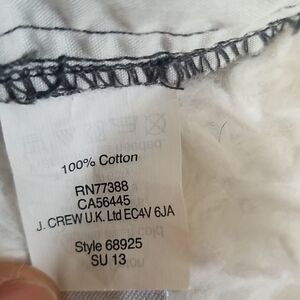 100% Cotton
RN77388
CA56445
J. CREW U.K. Ltd EC4V 6JA
Style 68925
SU 13